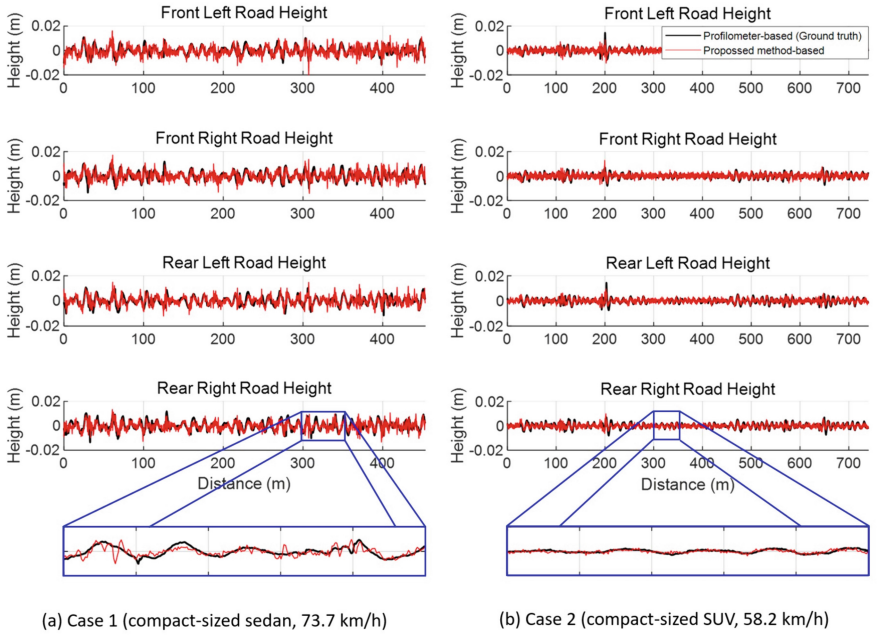 Front Left Road Height
Height (m)
0.02
0
-0.02
0 100 200 300 400
Front Right Road Height
Height (m)
0.02
0
-0.02
0 100 200 300 400
Rear Left Road Height
Height (m)
0.02
0
-0.02
0 100 200 300 400
Rear Right Road Height
Height (m)
0.02
0
-0.02
0 100 200 300 400
Distance (m)
(a) Case 1 (compact-sized sedan, 73.7 km/h)
Front Left Road Height
Profilometer-based (Ground truth)
Propossed method-based
Height (m)
0.02
0
-0.02
0 100 200 300 400 500 600 700
Front Right Road Height
Height (m)
0.02
0
-0.02
0 100 200 300 400 500 600 700
Rear Left Road Height
Height (m)
0.02
0
-0.02
0 100 200 300 400 500 600 700
Rear Right Road Height
Height (m)
0.02
0
-0.02
0 100 200 300 400 500 600 700
Distance (m)
(b) Case 2 (compact-sized SUV, 58.2 km/h)